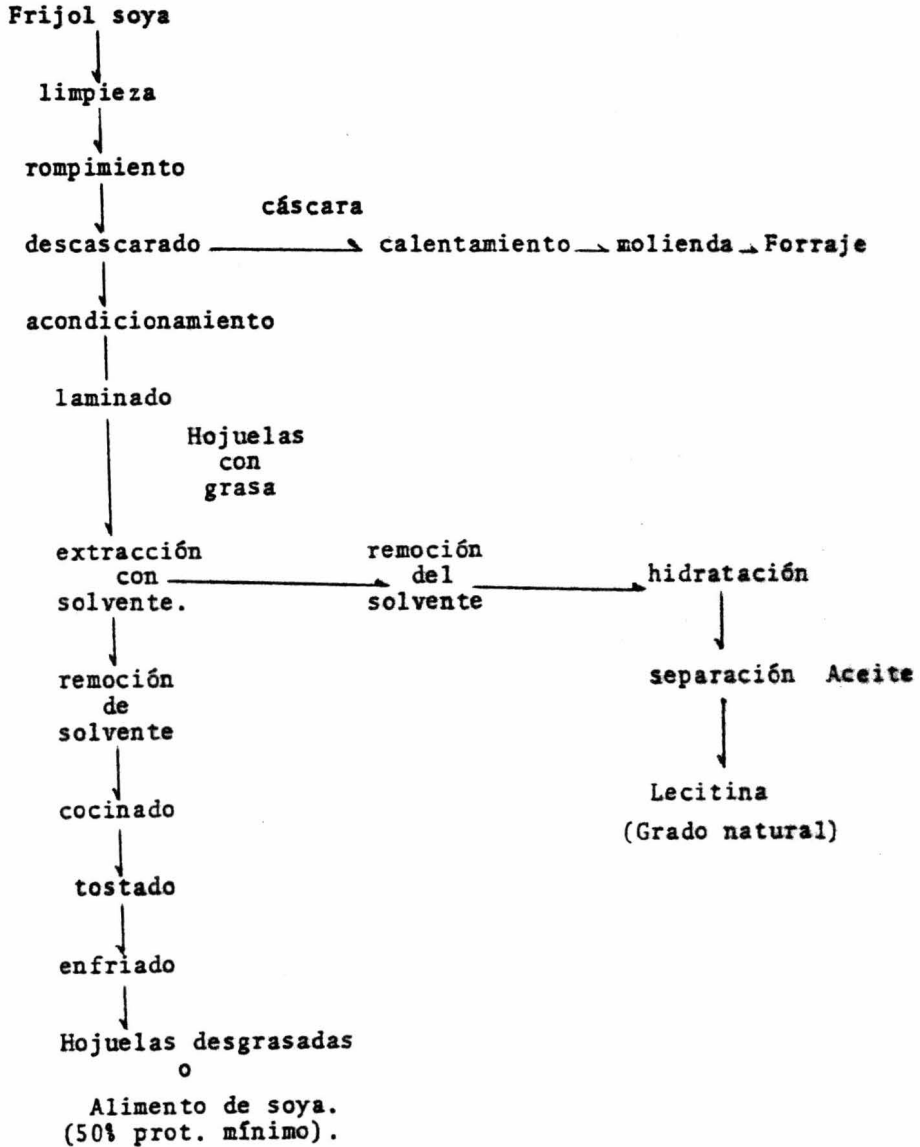 Frijol soya
limpieza
rompimiento
cáscara
descascarado calentamiento molienda Forraje
acondicionamiento
laminado
Hojuelas
con
grasa
extracción
con
solvente.
remoción
del
solvente
hidratación
separación Aceite
Lecitina
(Grado natural)
remoción
de
solvente
cocinado
tostado
enfriado
Hojuelas desgrasadas
o
Alimento de soya.
(50% prot. mínimo).